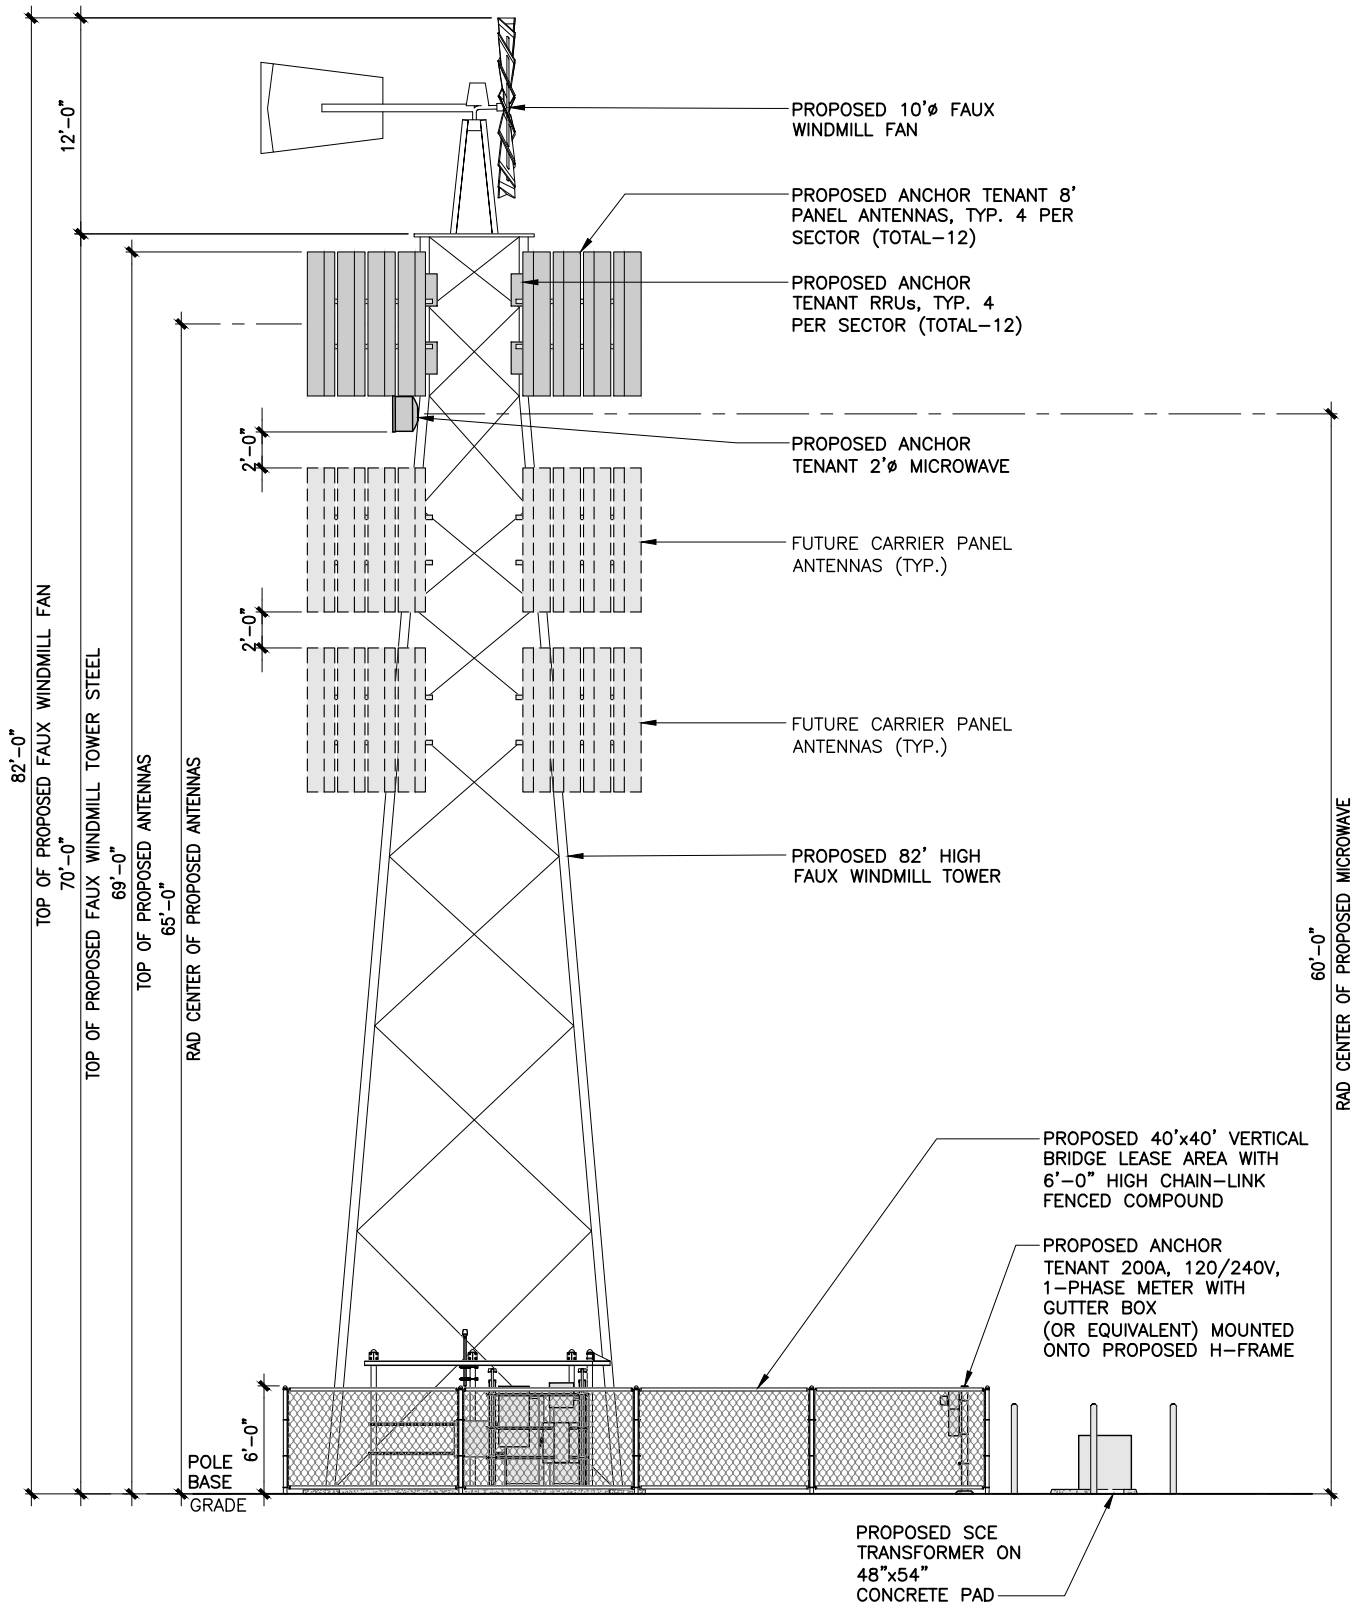 12'-0"
PROPOSED 10'ø FAUX
WINDMILL FAN
PROPOSED ANCHOR TENANT 8'
PANEL ANTENNAS, TYP. 4 PER
SECTOR (TOTAL-12)
PROPOSED ANCHOR
TENANT RRUs, TYP. 4
PER SECTOR (TOTAL-12)
2'-0"
PROPOSED ANCHOR
TENANT 2'ø MICROWAVE
FUTURE CARRIER PANEL
ANTENNAS (TYP.)
2'-0"
FUTURE CARRIER PANEL
ANTENNAS (TYP.)
82'-0"
TOP OF PROPOSED FAUX WINDMILL FAN
70'-0"
TOP OF PROPOSED FAUX WINDMILL TOWER STEEL
69'-0"
TOP OF PROPOSED ANTENNAS
65'-0"
RAD CENTER OF PROPOSED ANTENNAS
PROPOSED 82' HIGH
FAUX WINDMILL TOWER
60'-0"
RAD CENTER OF PROPOSED MICROWAVE
PROPOSED 40'x40' VERTICAL
BRIDGE LEASE AREA WITH
6'-0" HIGH CHAIN-LINK
FENCED COMPOUND
PROPOSED ANCHOR
TENANT 200A, 120/240V,
1-PHASE METER WITH
GUTTER BOX
(OR EQUIVALENT) MOUNTED
ONTO PROPOSED H-FRAME
6'-0"
POLE
BASE
GRADE
PROPOSED SCE
TRANSFORMER ON
48"x54"
CONCRETE PAD